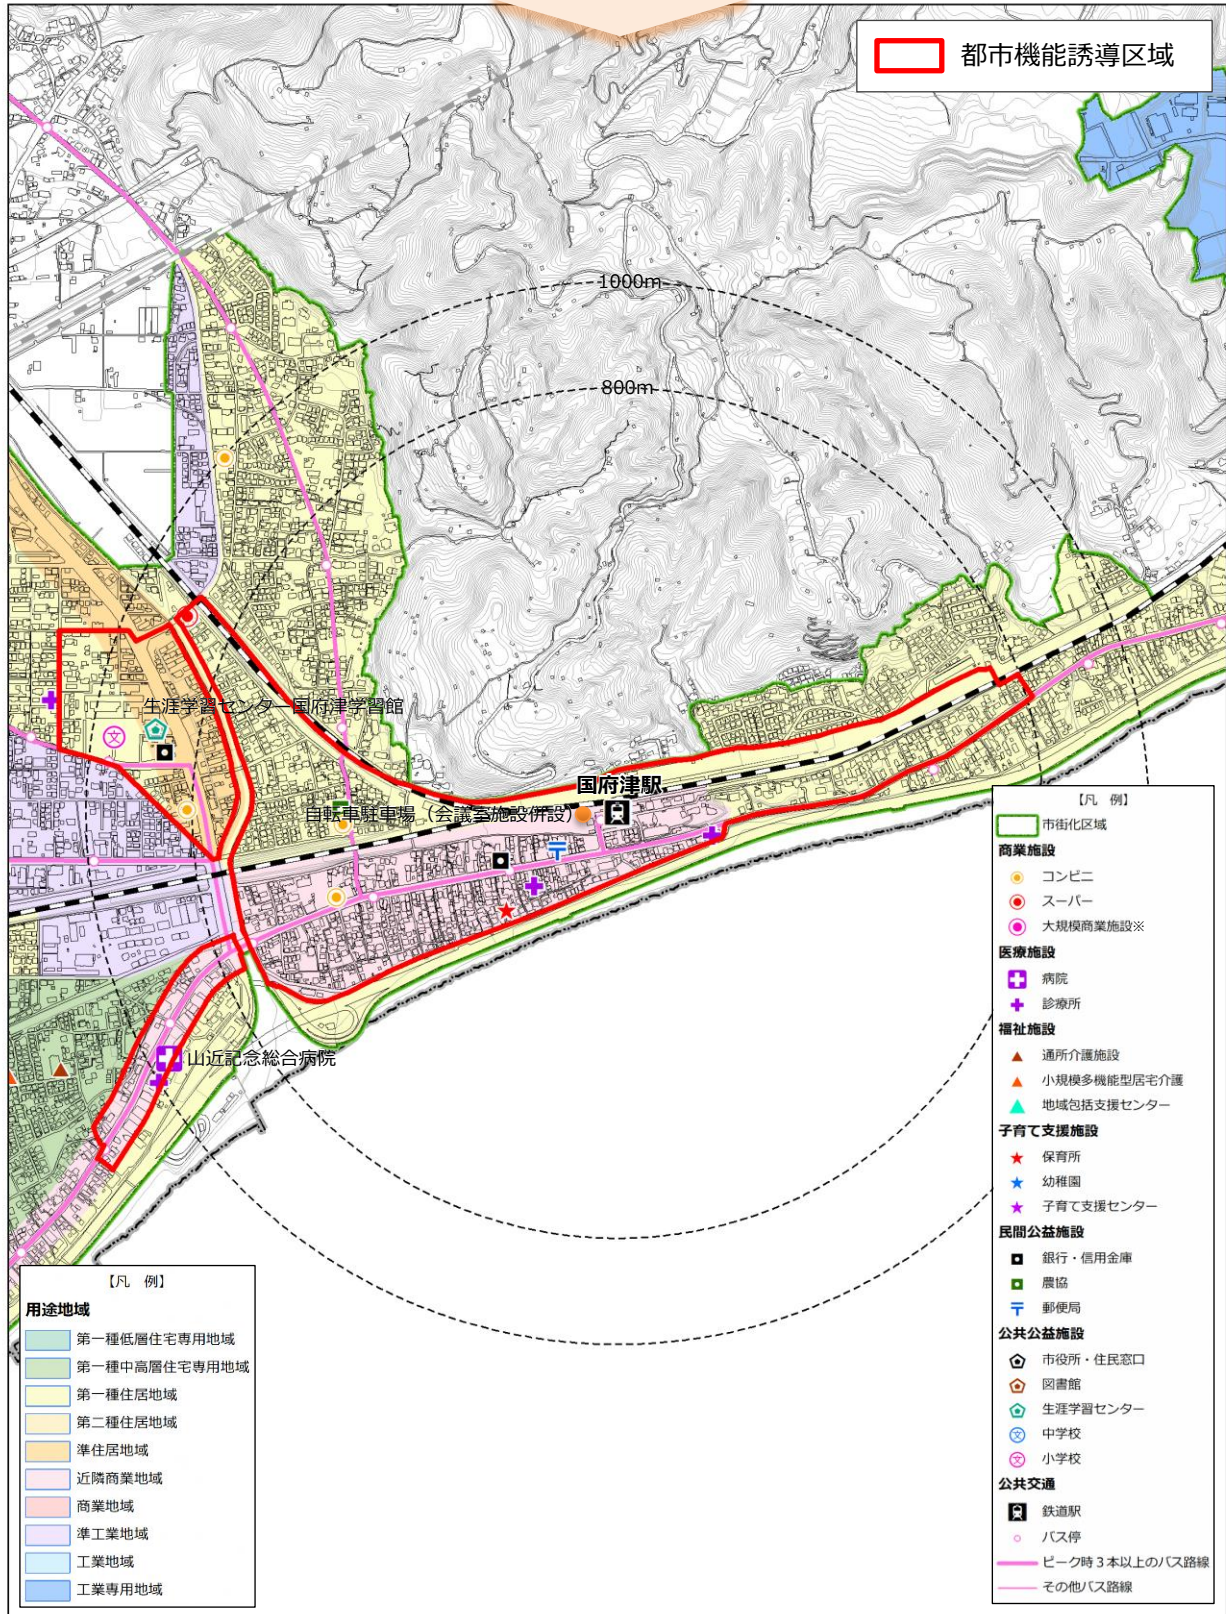 都市機能誘導区域
1000m
800m
生涯学習センター国府津学習館
国府津駅
自転車駐車場（会議室施設併設）
山近記念総合病院
【凡　例】
市街化区域
商業施設
コンビニ
スーパー
大規模商業施設※
医療施設
病院
診療所
福祉施設
通所介護施設
小規模多機能型居宅介護
地域包括支援センター
子育て支援施設
保育所
幼稚園
子育て支援センター
民間公益施設
銀行・信用金庫
農協
郵便局
公共公益施設
市役所・住民窓口
図書館
生涯学習センター
文 中学校
文 小学校
公共交通
鉄道駅
バス停
ピーク時３本以上のバス路線
その他バス路線
【凡　例】
用途地域
第一種低層住宅専用地域
第一種中高層住宅専用地域
第一種住居地域
第二種住居地域
準住居地域
近隣商業地域
商業地域
準工業地域
工業地域
工業専用地域
文